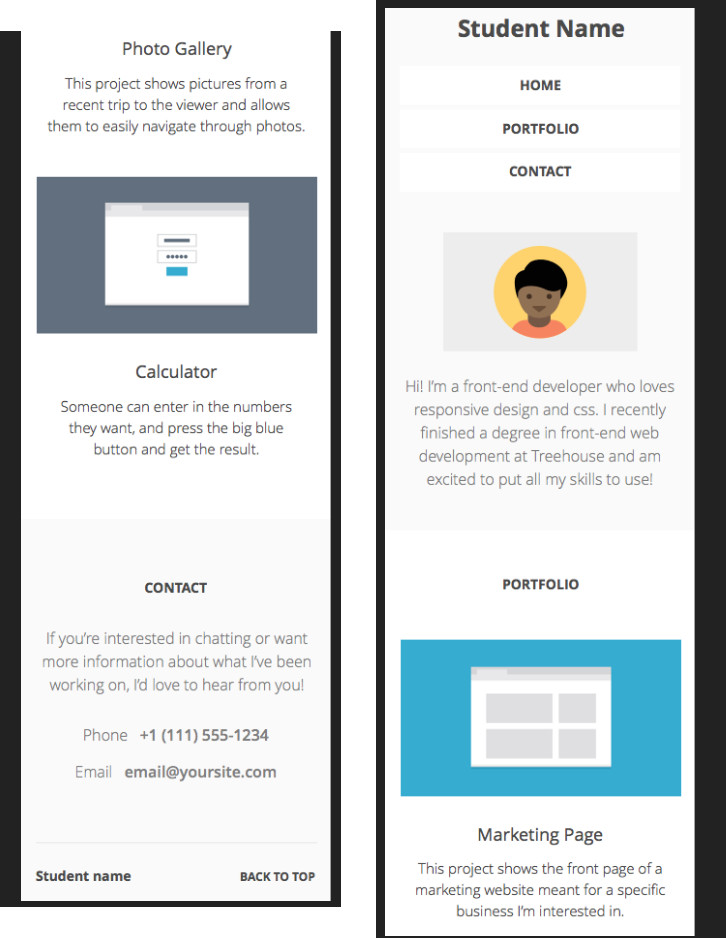 Photo Gallery
This project shows pictures from a
recent trip to the viewer and allows
them to easily navigate through photos.
Calculator
Someone can enter in the numbers
they want, and press the big blue
button and get the result.
CONTACT
If you’re interested in chatting or want
more information about what I’ve been
working on, I’d love to hear from you!
Phone +1 (111) 555-1234
Email email@yoursite.com
Student name BACK TO TOP
Student Name
HOME
PORTFOLIO
CONTACT
Hi! I’m a front-end developer who loves
responsive design and css. I recently
finished a degree in front-end web
development at Treehouse and am
excited to put all my skills to use!
PORTFOLIO
Marketing Page
This project shows the front page of a
marketing website meant for a specific
business I’m interested in.